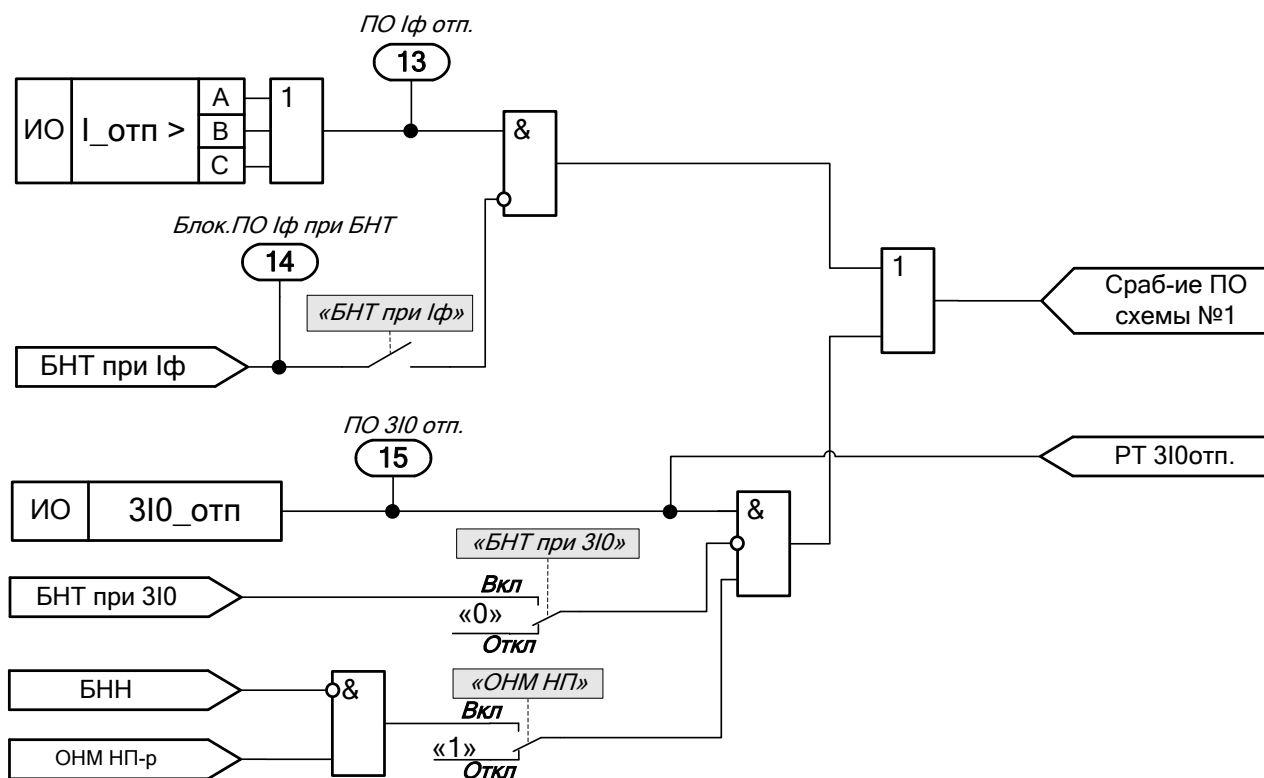 ПО Iф отп.
13
ИО
I_отп >
A
B
C
1
&
Блок.ПО Iф при БНТ
14
«БНТ при Iф»
БНТ при Iф
1
Сраб-ие ПО
схемы №1
ПО 3I0 отп.
15
РТ 3I0отп.
ИО
3I0_отп
&
«БНТ при 3I0»
Вкл
БНТ при 3I0
«0»
Откл
БНН
&
«ОНМ НП»
Вкл
ОНМ НП-р
«1»
Откл